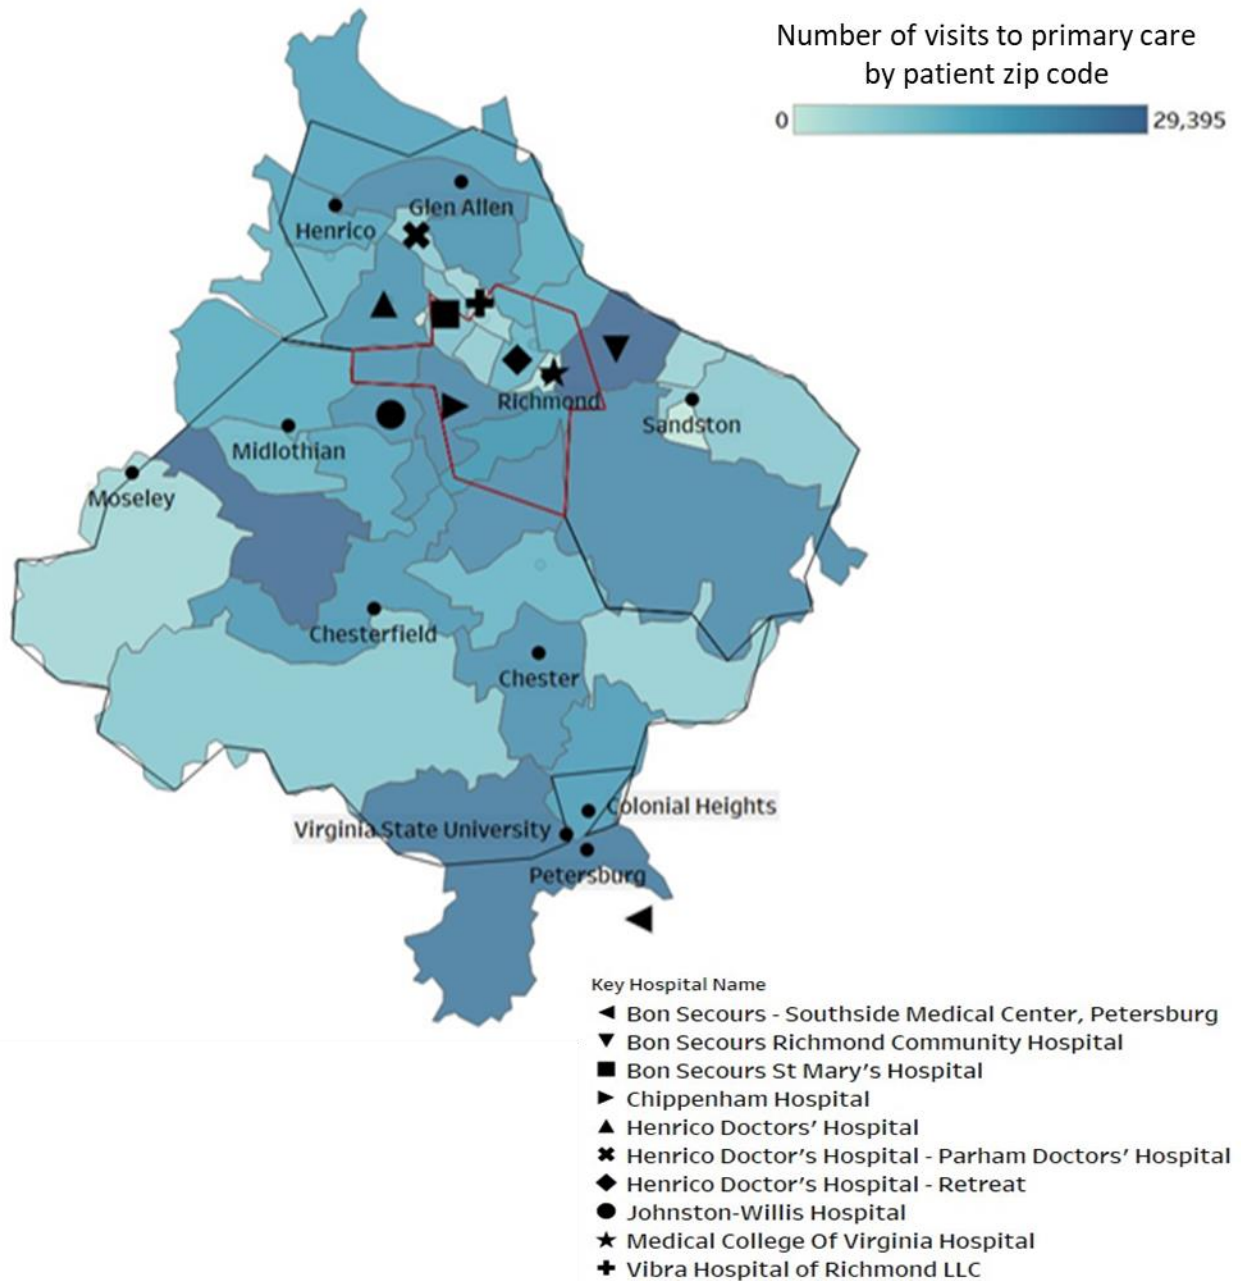 Number of visits to primary care
by patient zip code
0
29,395
Glen Allen
Henrico
Richmond
Sandston
Midlothian
Moseley
Chesterfield
Chester
Colonial Heights
Virginia State University
Petersburg
Key Hospital Name
Bon Secours - Southside Medical Center, Petersburg
Bon Secours Richmond Community Hospital
Bon Secours St Mary's Hospital
Chippenham Hospital
Henrico Doctors' Hospital
Henrico Doctor's Hospital - Parham Doctors' Hospital
Henrico Doctor's Hospital - Retreat
Johnston-Willis Hospital
Medical College Of Virginia Hospital
Vibra Hospital of Richmond LLC